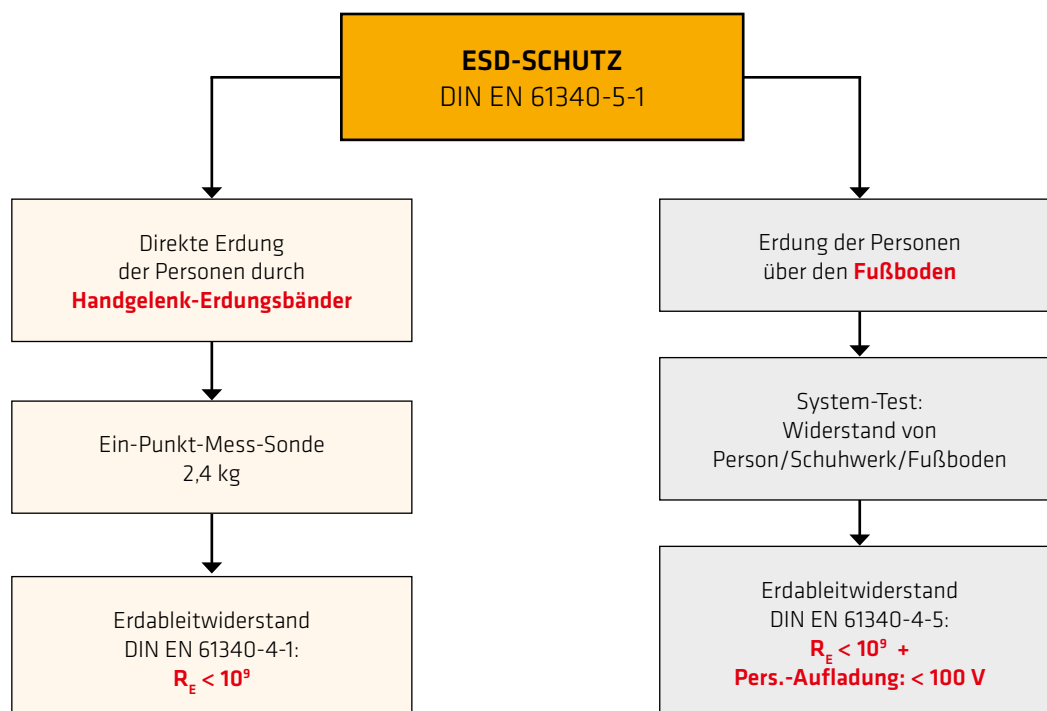 ESD-SCHUTZ
DIN EN 61340-5-1
Direkte Erdung
der Personen durch
Handgelenk-Erdungsbänder
Ein-Punkt-Mess-Sonde
2,4 kg
Erdableitwiderstand
DIN EN 61340-4-1:
R_E < 10⁹
Erdung der Personen
über den Fußboden
System-Test:
Widerstand von
Person/Schuhwerk/Fußboden
Erdableitwiderstand
DIN EN 61340-4-5:
R_E < 10⁹ +
Pers.-Aufladung: < 100 V